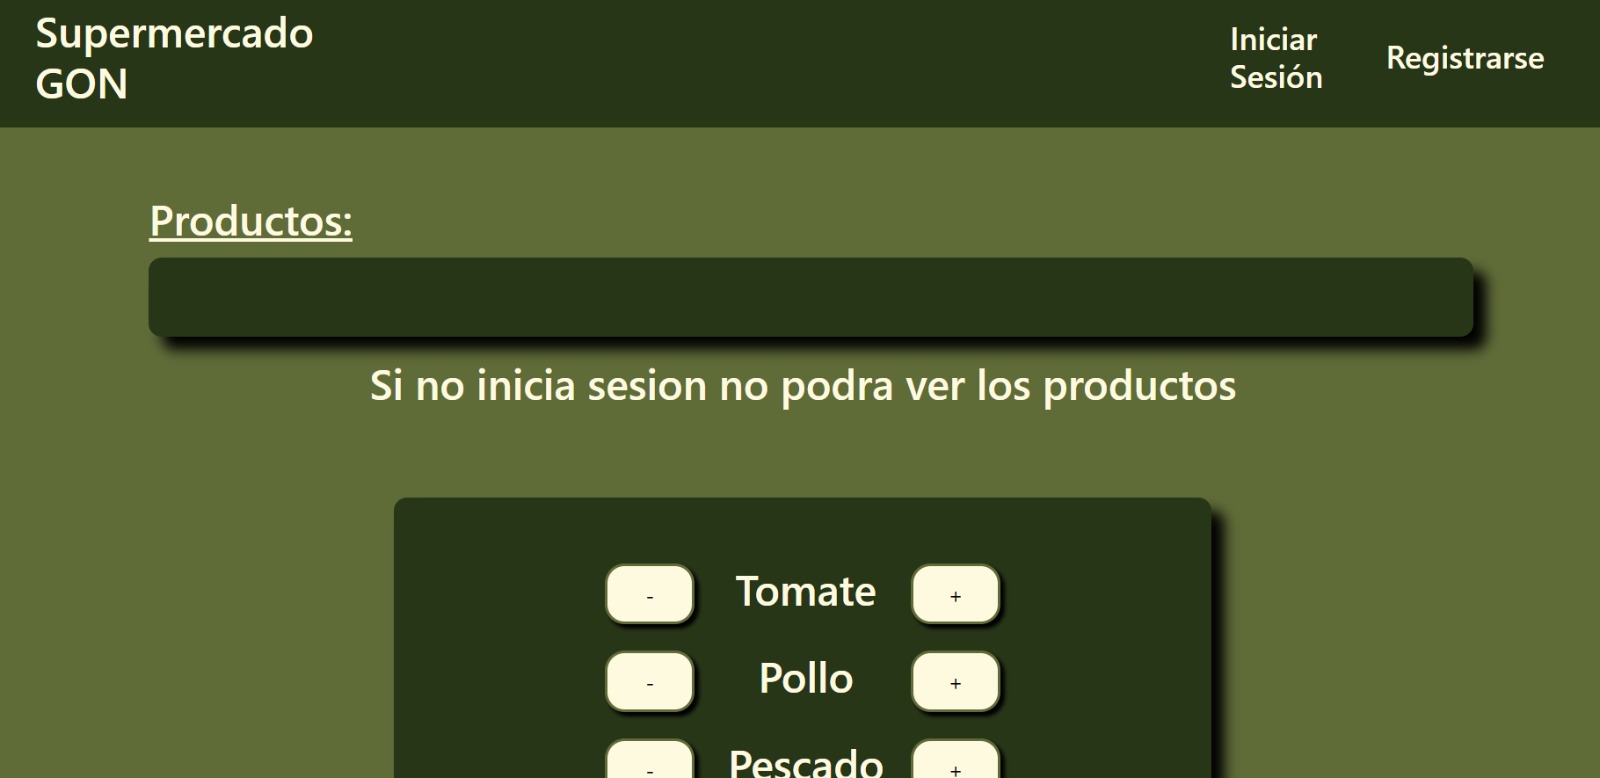 Supermercado
GON
Iniciar
Sesión
Registrarse
Productos:
Si no inicia sesion no podra ver los productos
- Tomate +
- Pollo +
- Pescado +